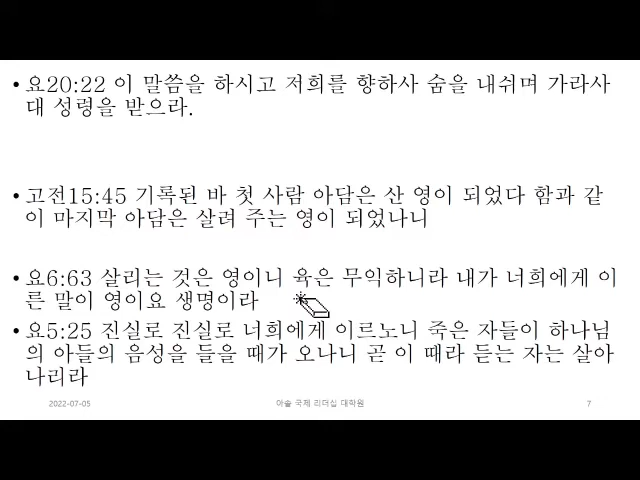 • 요20:22 이 말씀을 하시고 저희를 향하사 숨을 내쉬며 가라사
대 성령을 받으라.
• 고전15:45 기록된 바 첫 사람 아담은 산 영이 되었다 함과 같
이 마지막 아담은 살려 주는 영이 되었나니
• 요6:63 살리는 것은 영이니 육은 무익하니라 내가 너희에게 이
른 말이 영이요 생명이라
• 요5:25 진실로 진실로 너희에게 이르노니 죽은 자들이 하나님
의 아들의 음성을 들을 때가 오나니 곧 이 때라 듣는 자는 살아
나리라
2022-07-05 아솔 국제 리더십 대학원 7